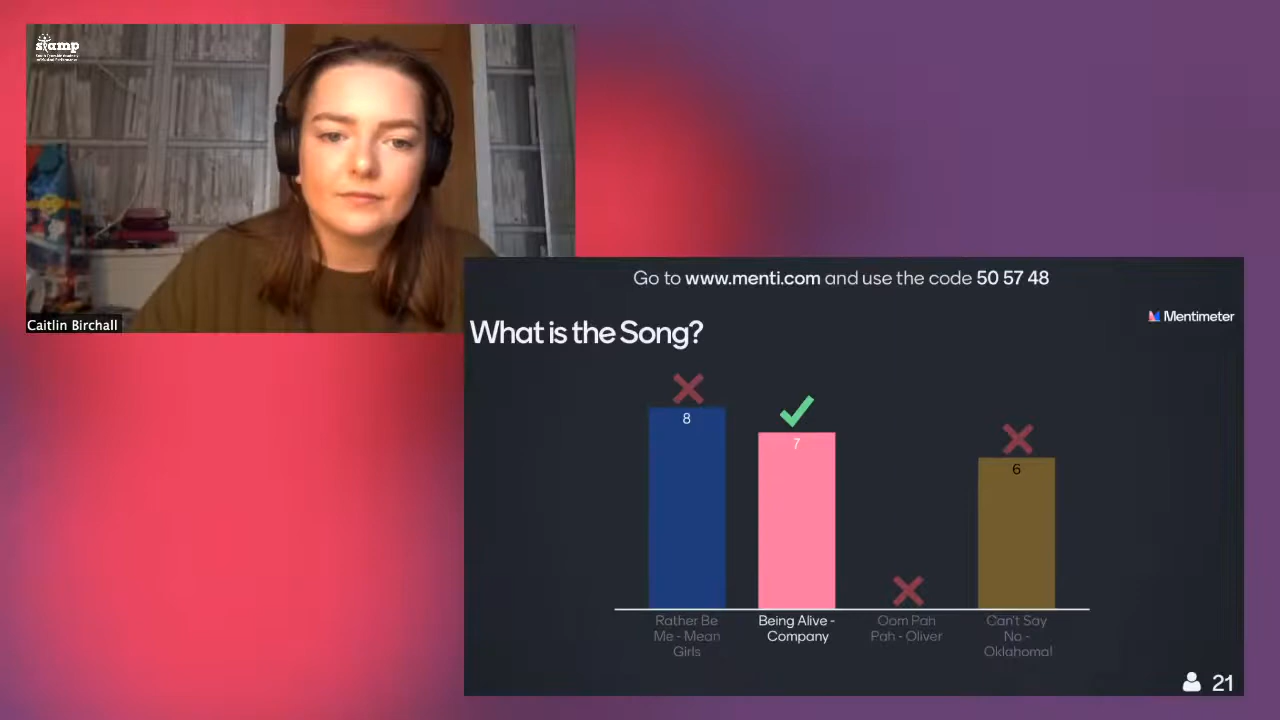 stamp
Caitlin Birchall
Go to www.menti.com and use the code 50 57 48
Mentimeter
What is the Song?
8
7
6
Rather Be
Me - Mean
Girls
Being Alive -
Company
Oom Pah
Pah - Oliver
Can't Say
No -
Oklahoma!
21